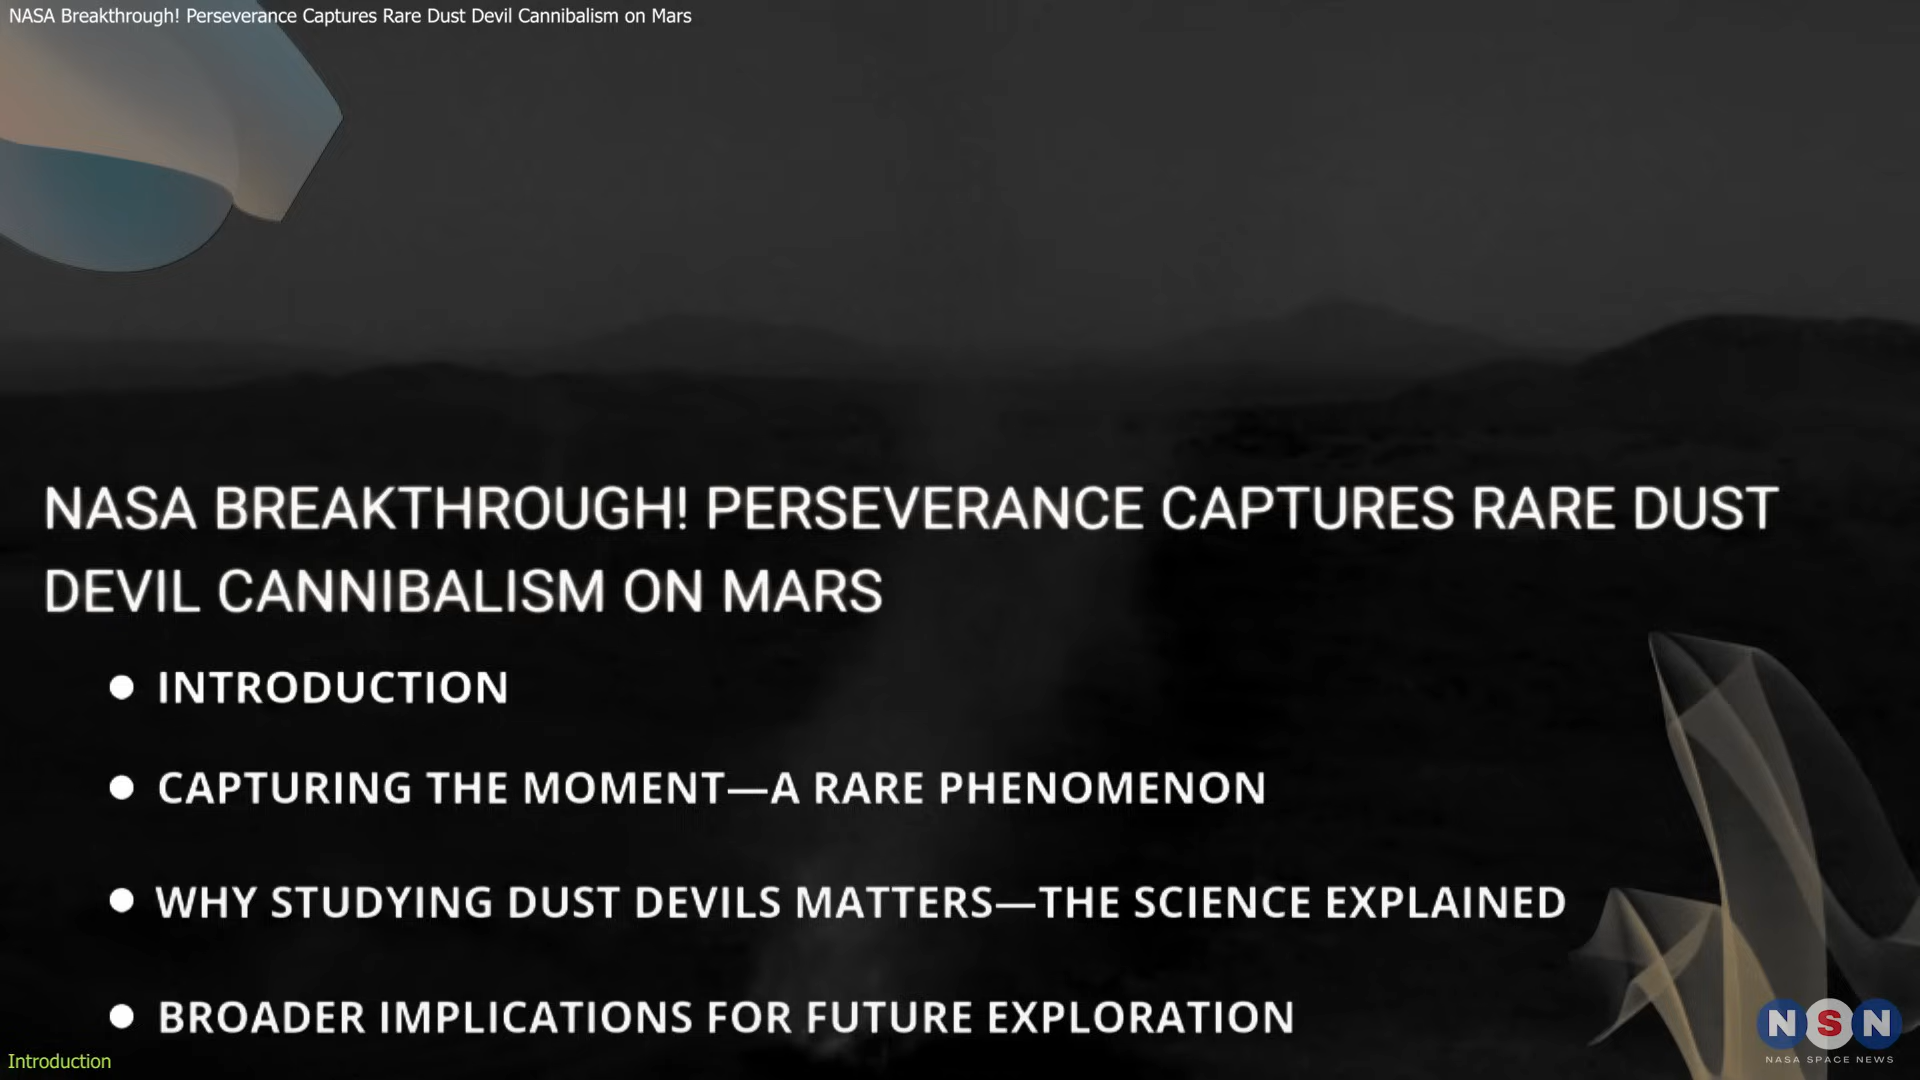 NASA Breakthrough! Perseverance Captures Rare Dust Devil Cannibalism on Mars
NASA BREAKTHROUGH! PERSEVERANCE CAPTURES RARE DUST
DEVIL CANNIBALISM ON MARS
● INTRODUCTION
● CAPTURING THE MOMENT—A RARE PHENOMENON
● WHY STUDYING DUST DEVILS MATTERS—THE SCIENCE EXPLAINED
● BROADER IMPLICATIONS FOR FUTURE EXPLORATION
Introduction
NSN
NASA SPACE NEWS